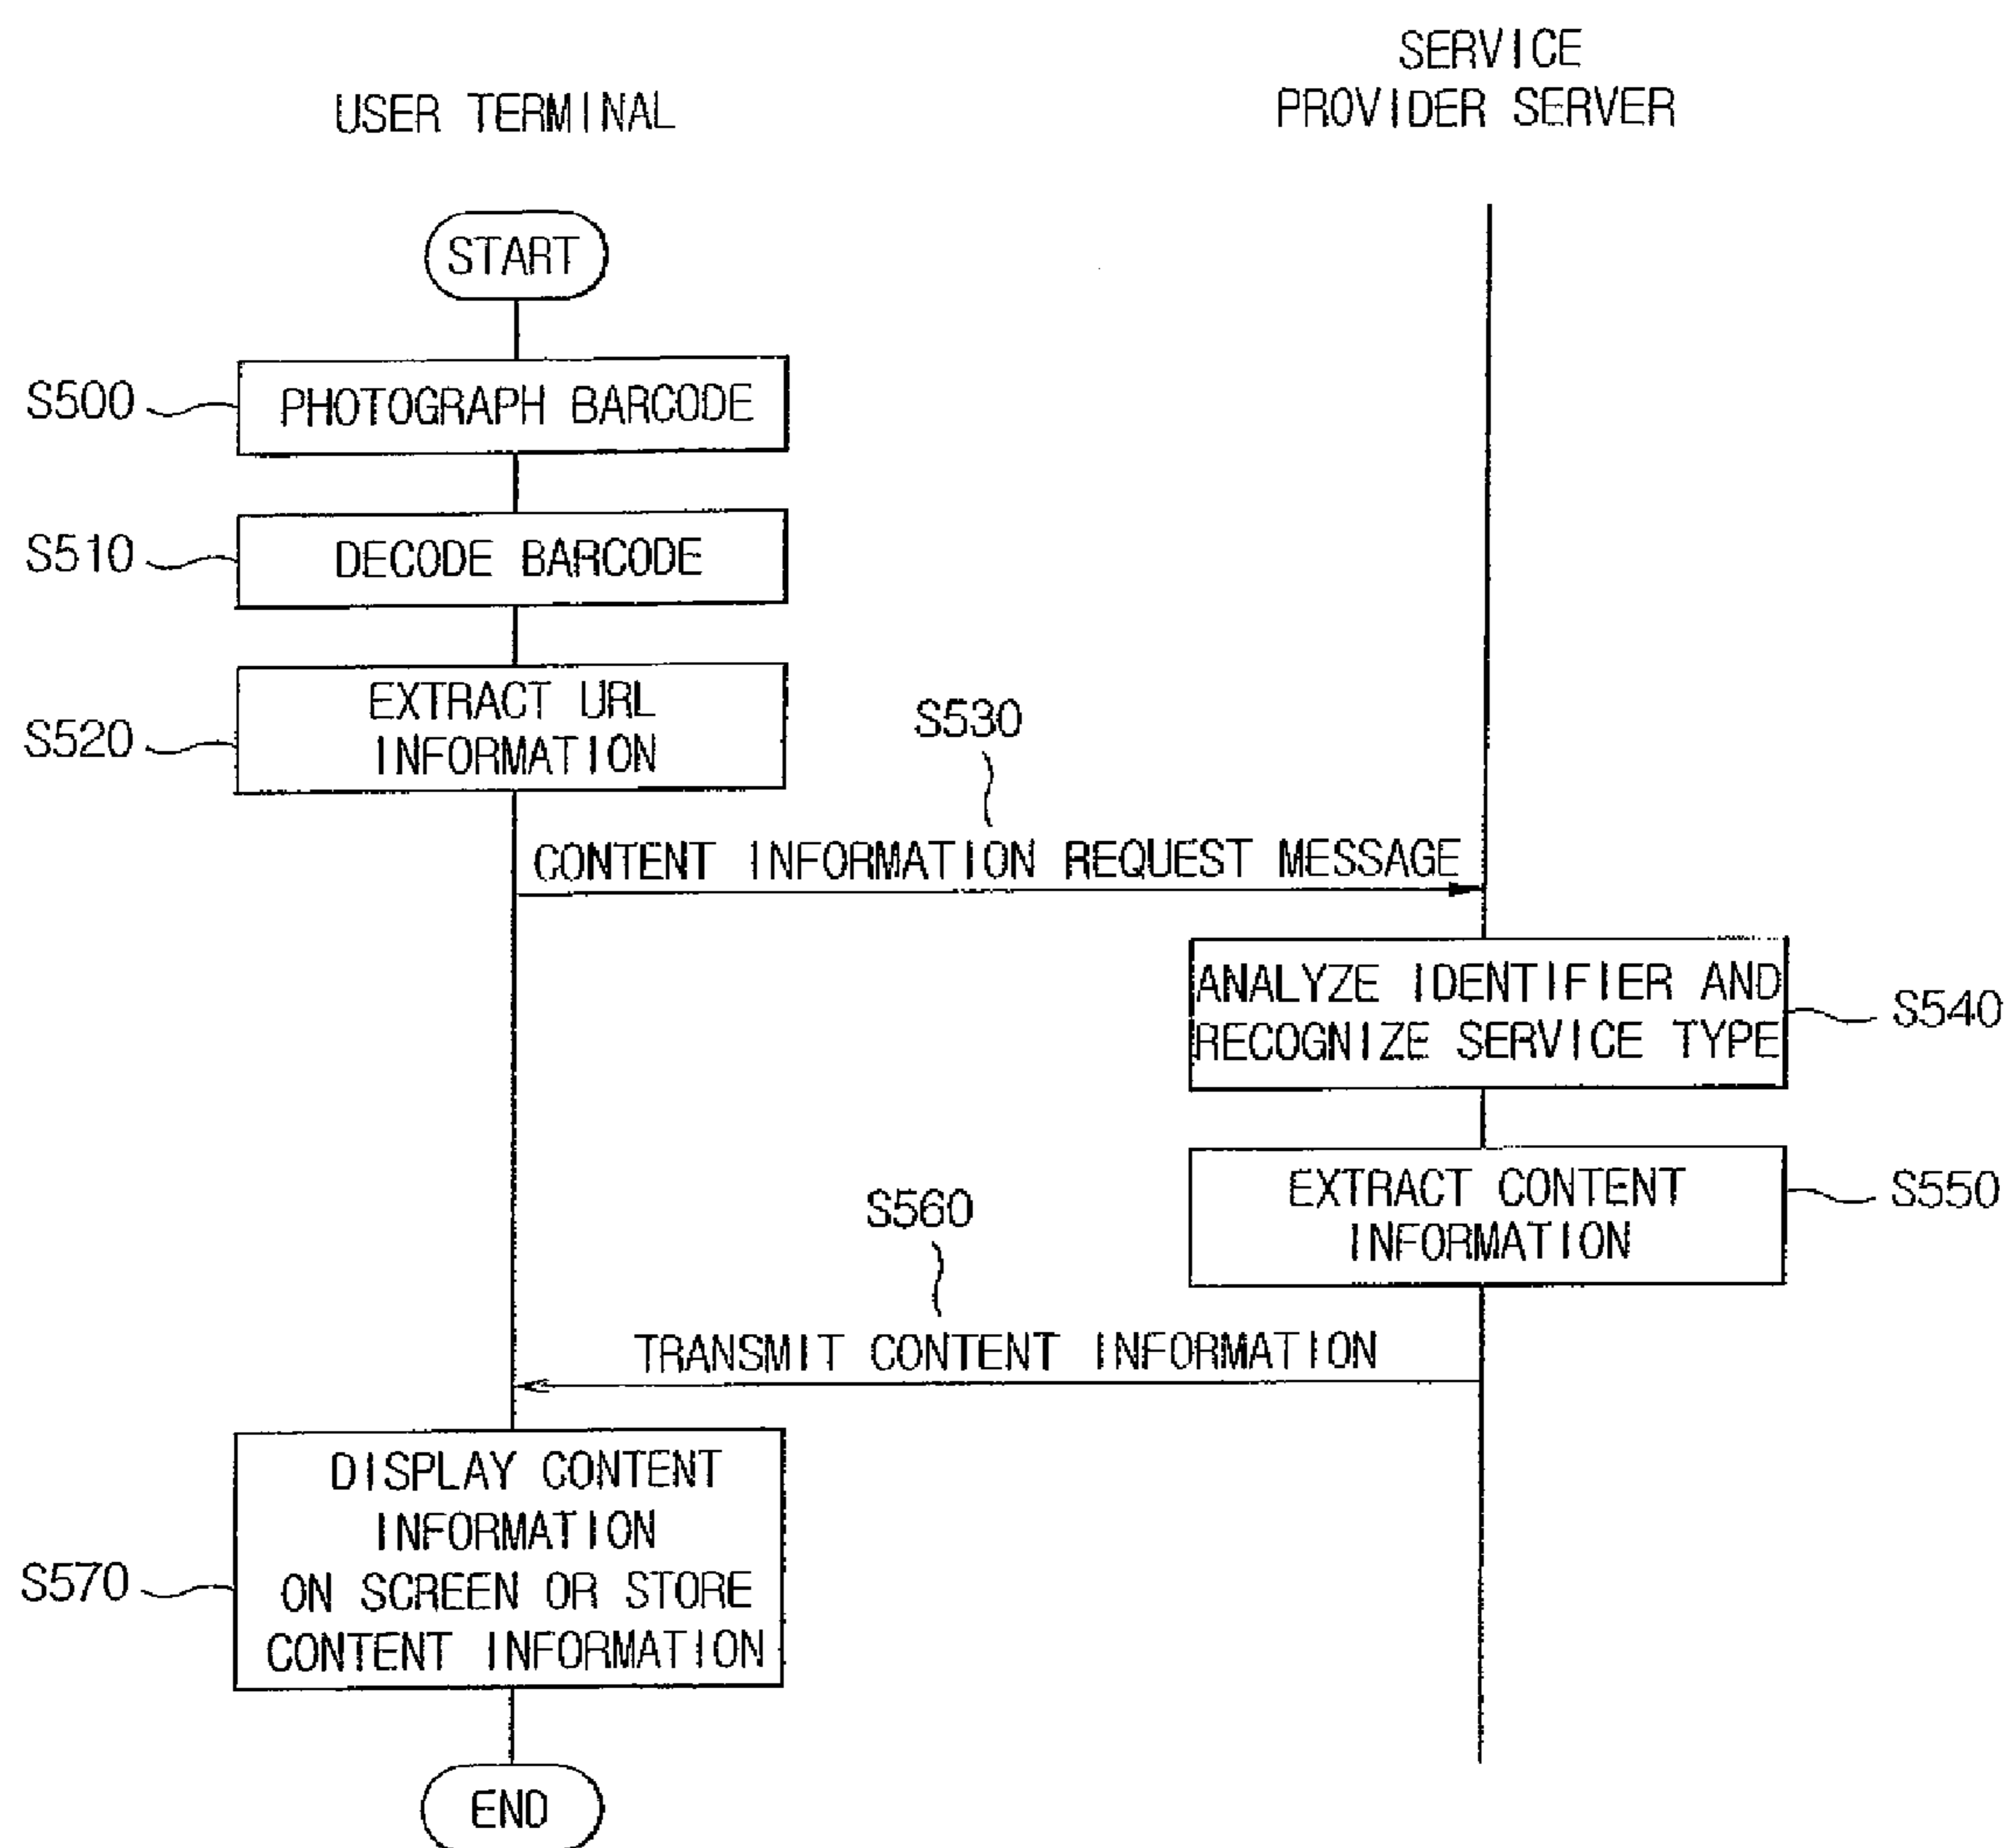 SERVICE
PROVIDER SERVER
USER TERMINAL
START
S500
PHOTOGRAPH BARCODE
S510
DECODE BARCODE
S520
EXTRACT URL
INFORMATION
S530
CONTENT INFORMATION REQUEST MESSAGE
ANALYZE IDENTIFIER AND
RECOGNIZE SERVICE TYPE
S540
EXTRACT CONTENT
INFORMATION
S550
S560
TRANSMIT CONTENT INFORMATION
S570
DISPLAY CONTENT
INFORMATION
ON SCREEN OR STORE
CONTENT INFORMATION
END